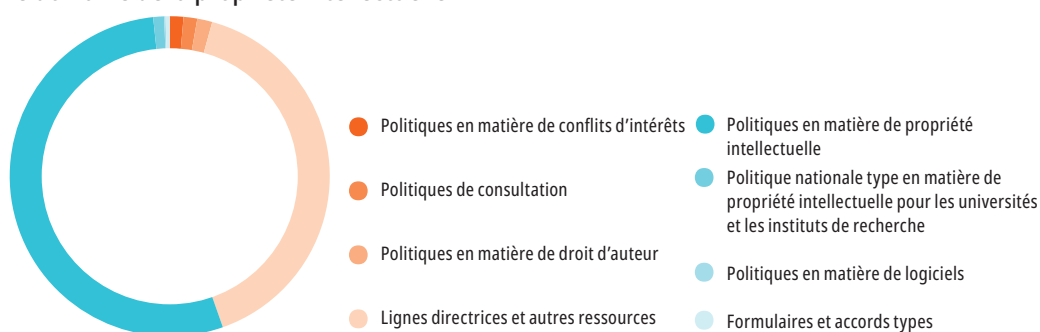 Politiques en matière de conflits d’intérêts
Politiques de consultation
Politiques en matière de droit d’auteur
Lignes directrices et autres ressources
Politiques en matière de propriété
intellectuelle
Politique nationale type en matière de
propriété intellectuelle pour les universités
et les instituts de recherche
Politiques en matière de logiciels
Formulaires et accords types